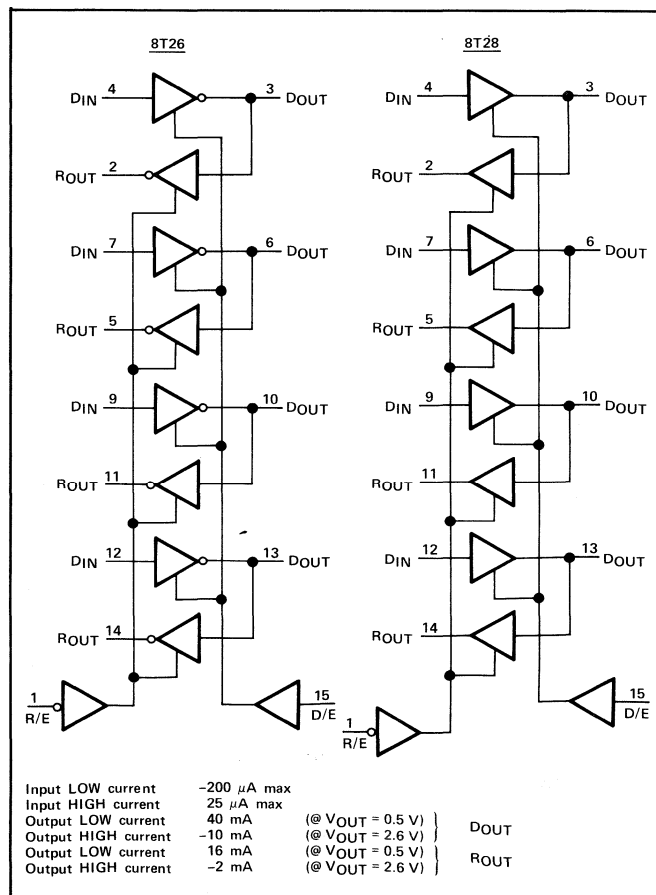 8T26 8T28
4 3 4 3
DIN DOUT DIN DOUT
2 2
ROUT ROUT
7 6 7 6
DIN DOUT DIN DOUT
5 5
ROUT ROUT
9 10 9 10
DIN DOUT DIN DOUT
11 11
ROUT ROUT
12 13 12 13
DIN DOUT DIN DOUT
14 14
ROUT ROUT
1 15 1 15
R/E D/E R/E D/E
Input LOW current -200 μA max
Input HIGH current 25 μA max
Output LOW current 40 mA (@ VOUT = 0.5 V)
Output HIGH current -10 mA (@ VOUT = 2.6 V) DOUT
Output LOW current 16 mA (@ VOUT = 0.5 V)
Output HIGH current -2 mA (@ VOUT = 2.6 V) ROUT